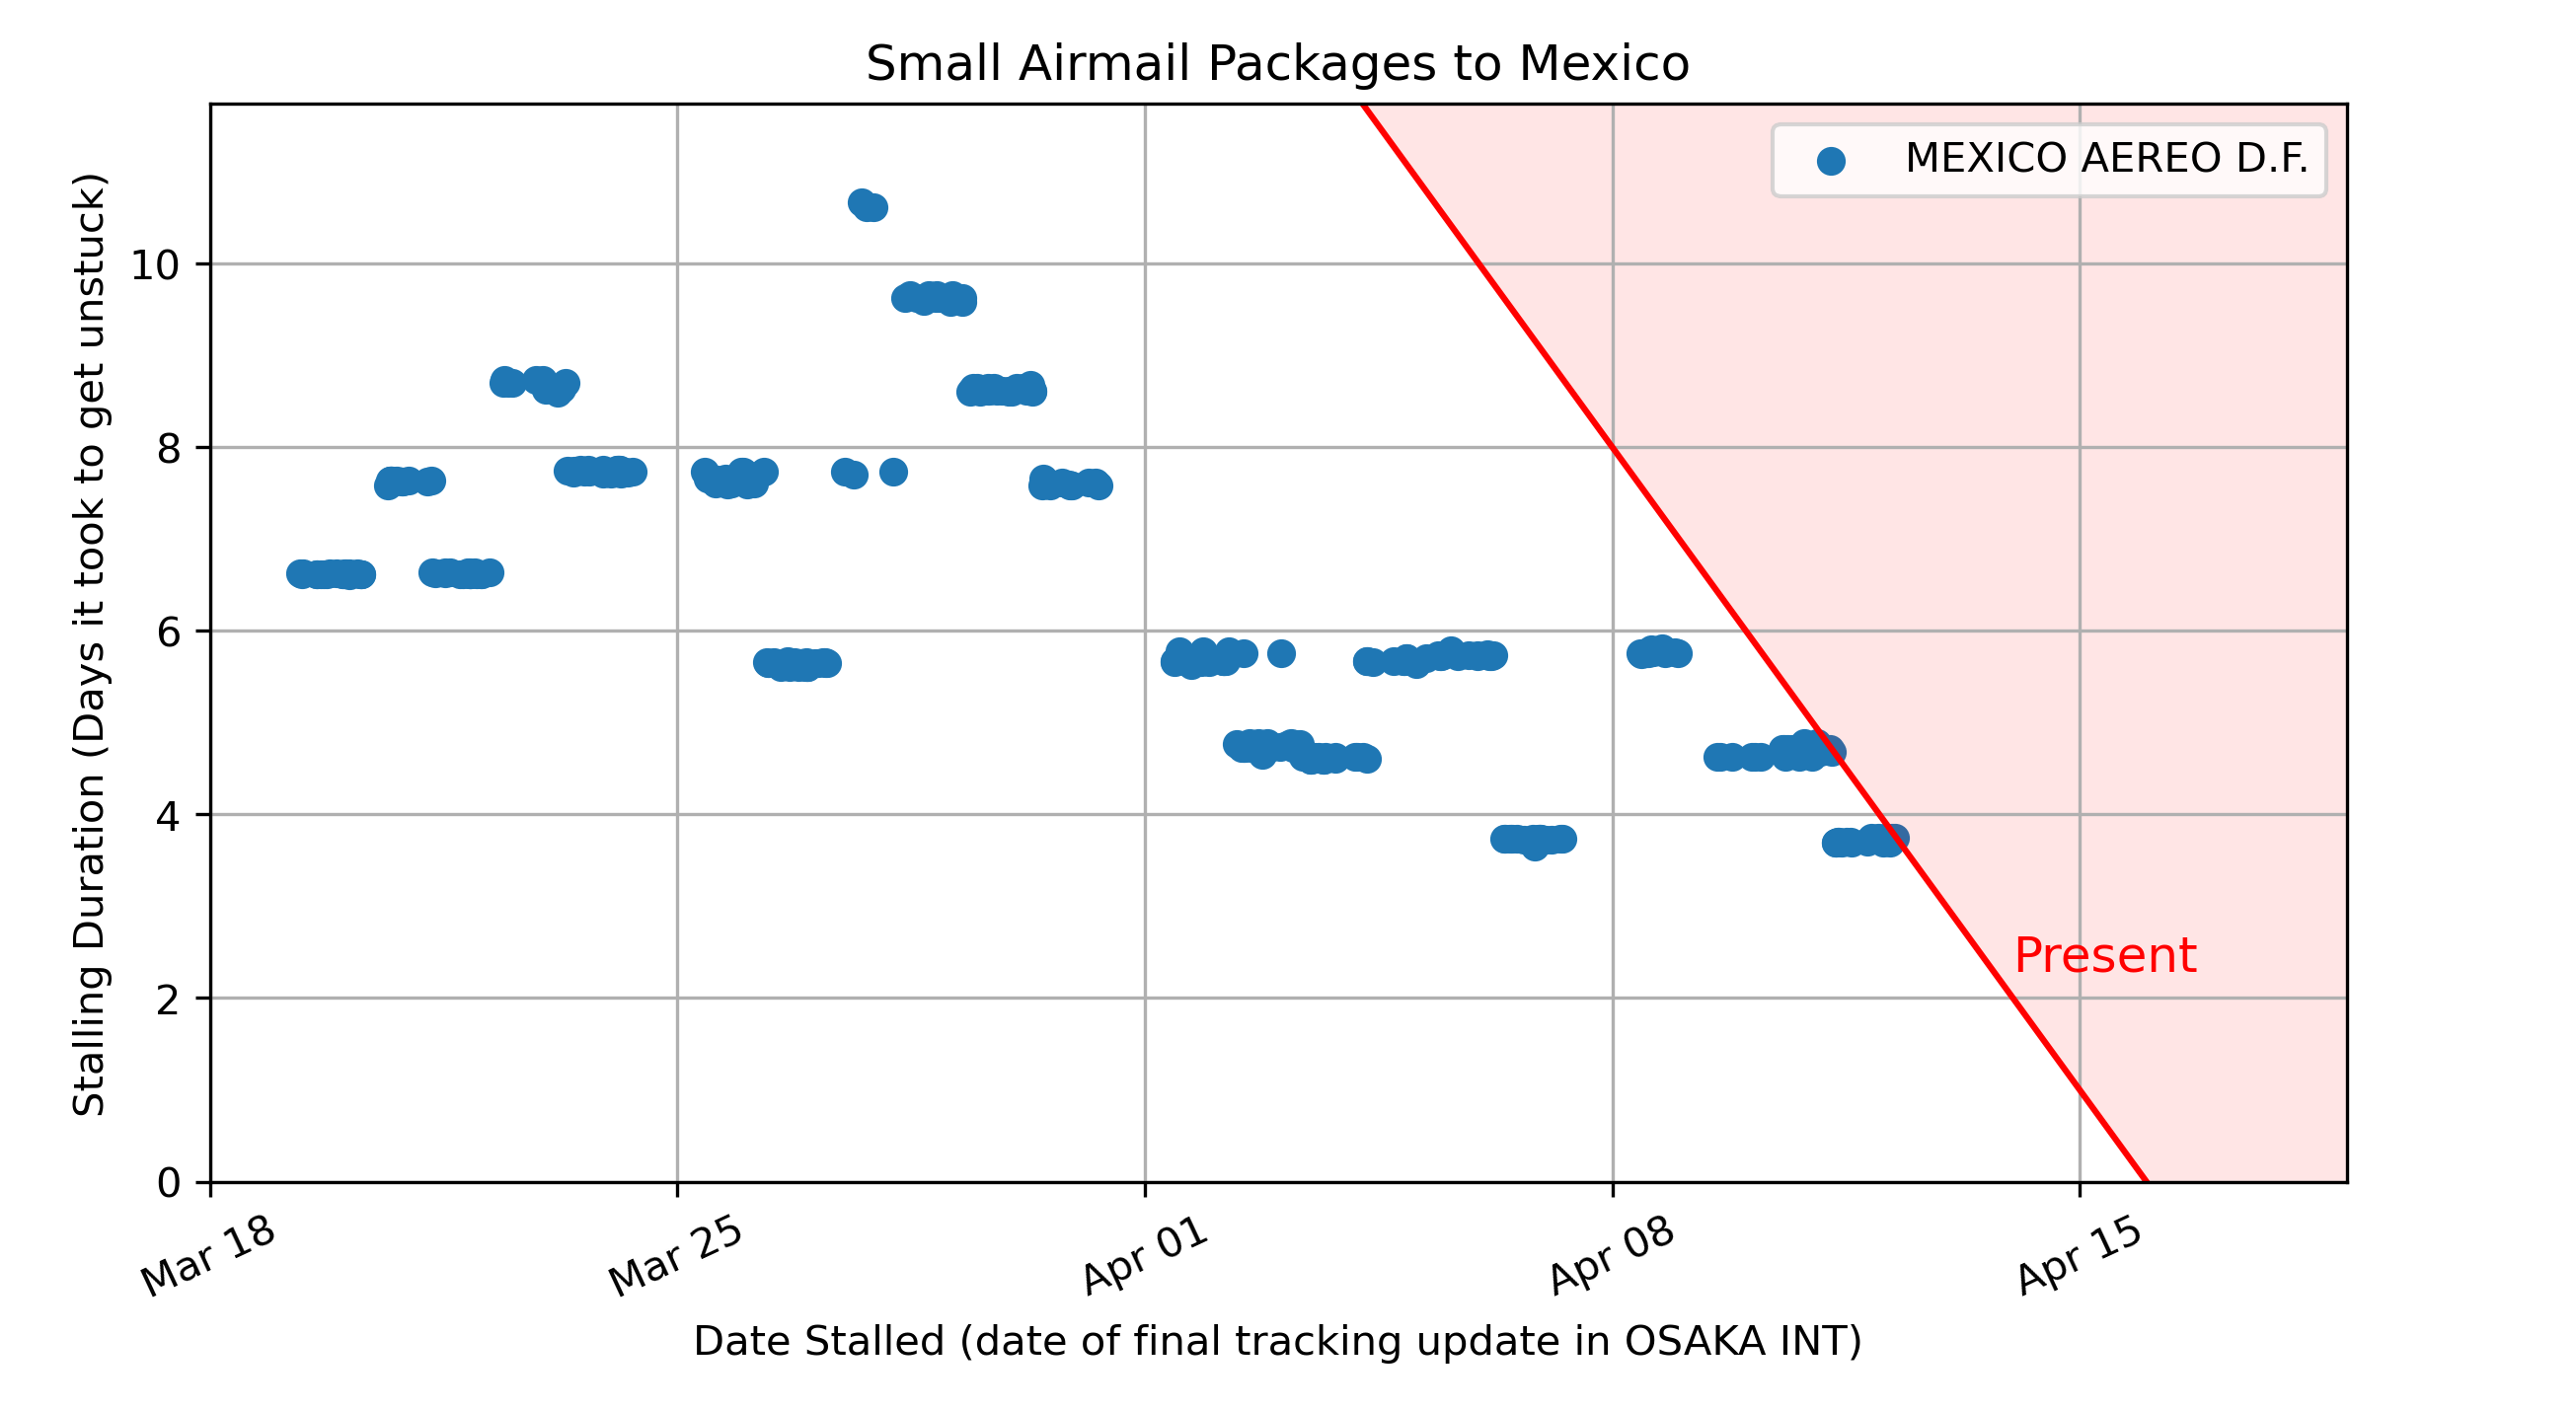 Small Airmail Packages to Mexico
MEXICO AEREO D.F.
Stalling Duration (Days it took to get unstuck)
10
8
6
4
2
0
Present
Mar 18
Mar 25
Apr 01
Apr 08
Apr 15
Date Stalled (date of final tracking update in OSAKA INT)